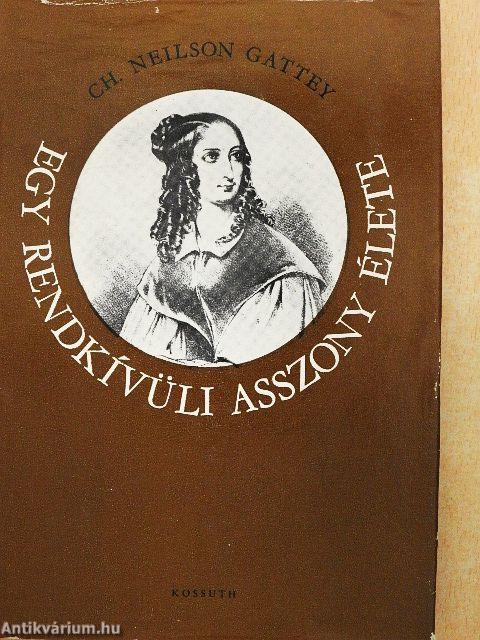 CH. NEILSON GATTEY
EGY RENDKÍVÜLI ASSZONY ÉLETE
KOSSUTH
Antikvárium.hu